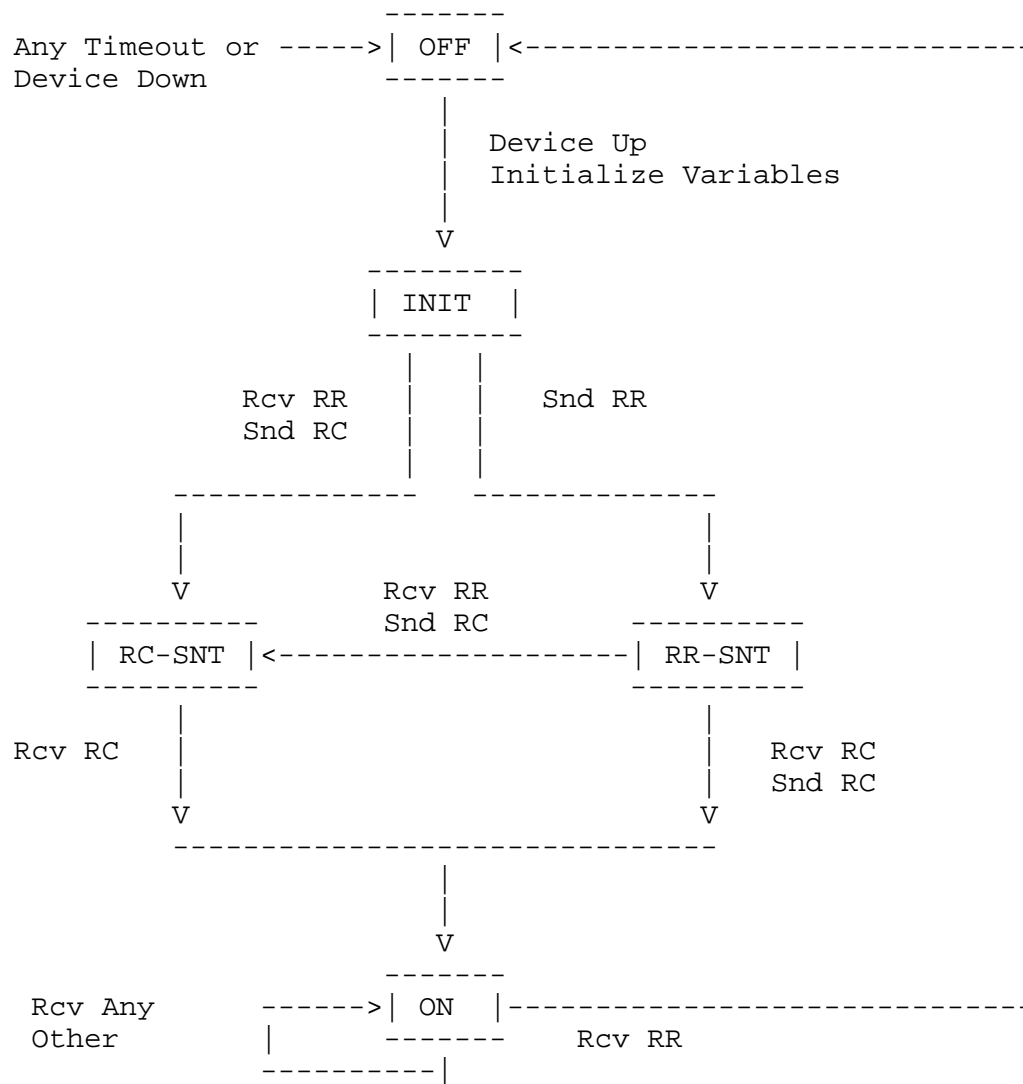 OFF
Any Timeout or
Device Down
Device Up
Initialize Variables
V
INIT
Rcv RR
Snd RC
Snd RR
V
V
Rcv RR
Snd RC
RC-SNT
RR-SNT
Rcv RC
Rcv RC
Snd RC
V
V
V
Rcv Any
Other
ON
Rcv RR